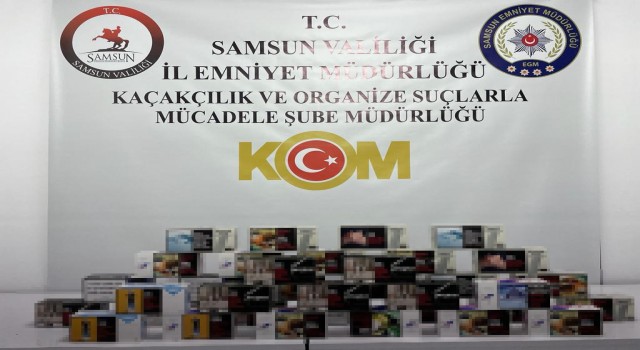 T.C.
SAMSUN
SAMSUN VALİLİĞİ
SAMSUN EMNİYET MÜDÜRLÜĞÜ
EGM
T.C.
SAMSUN VALİLİĞİ
İL EMNİYET MÜDÜRLÜĞÜ
KAÇAKÇILIK VE ORGANİZE SUÇLARLA
MÜCADELE ŞUBE MÜDÜRLÜĞÜ
KOM